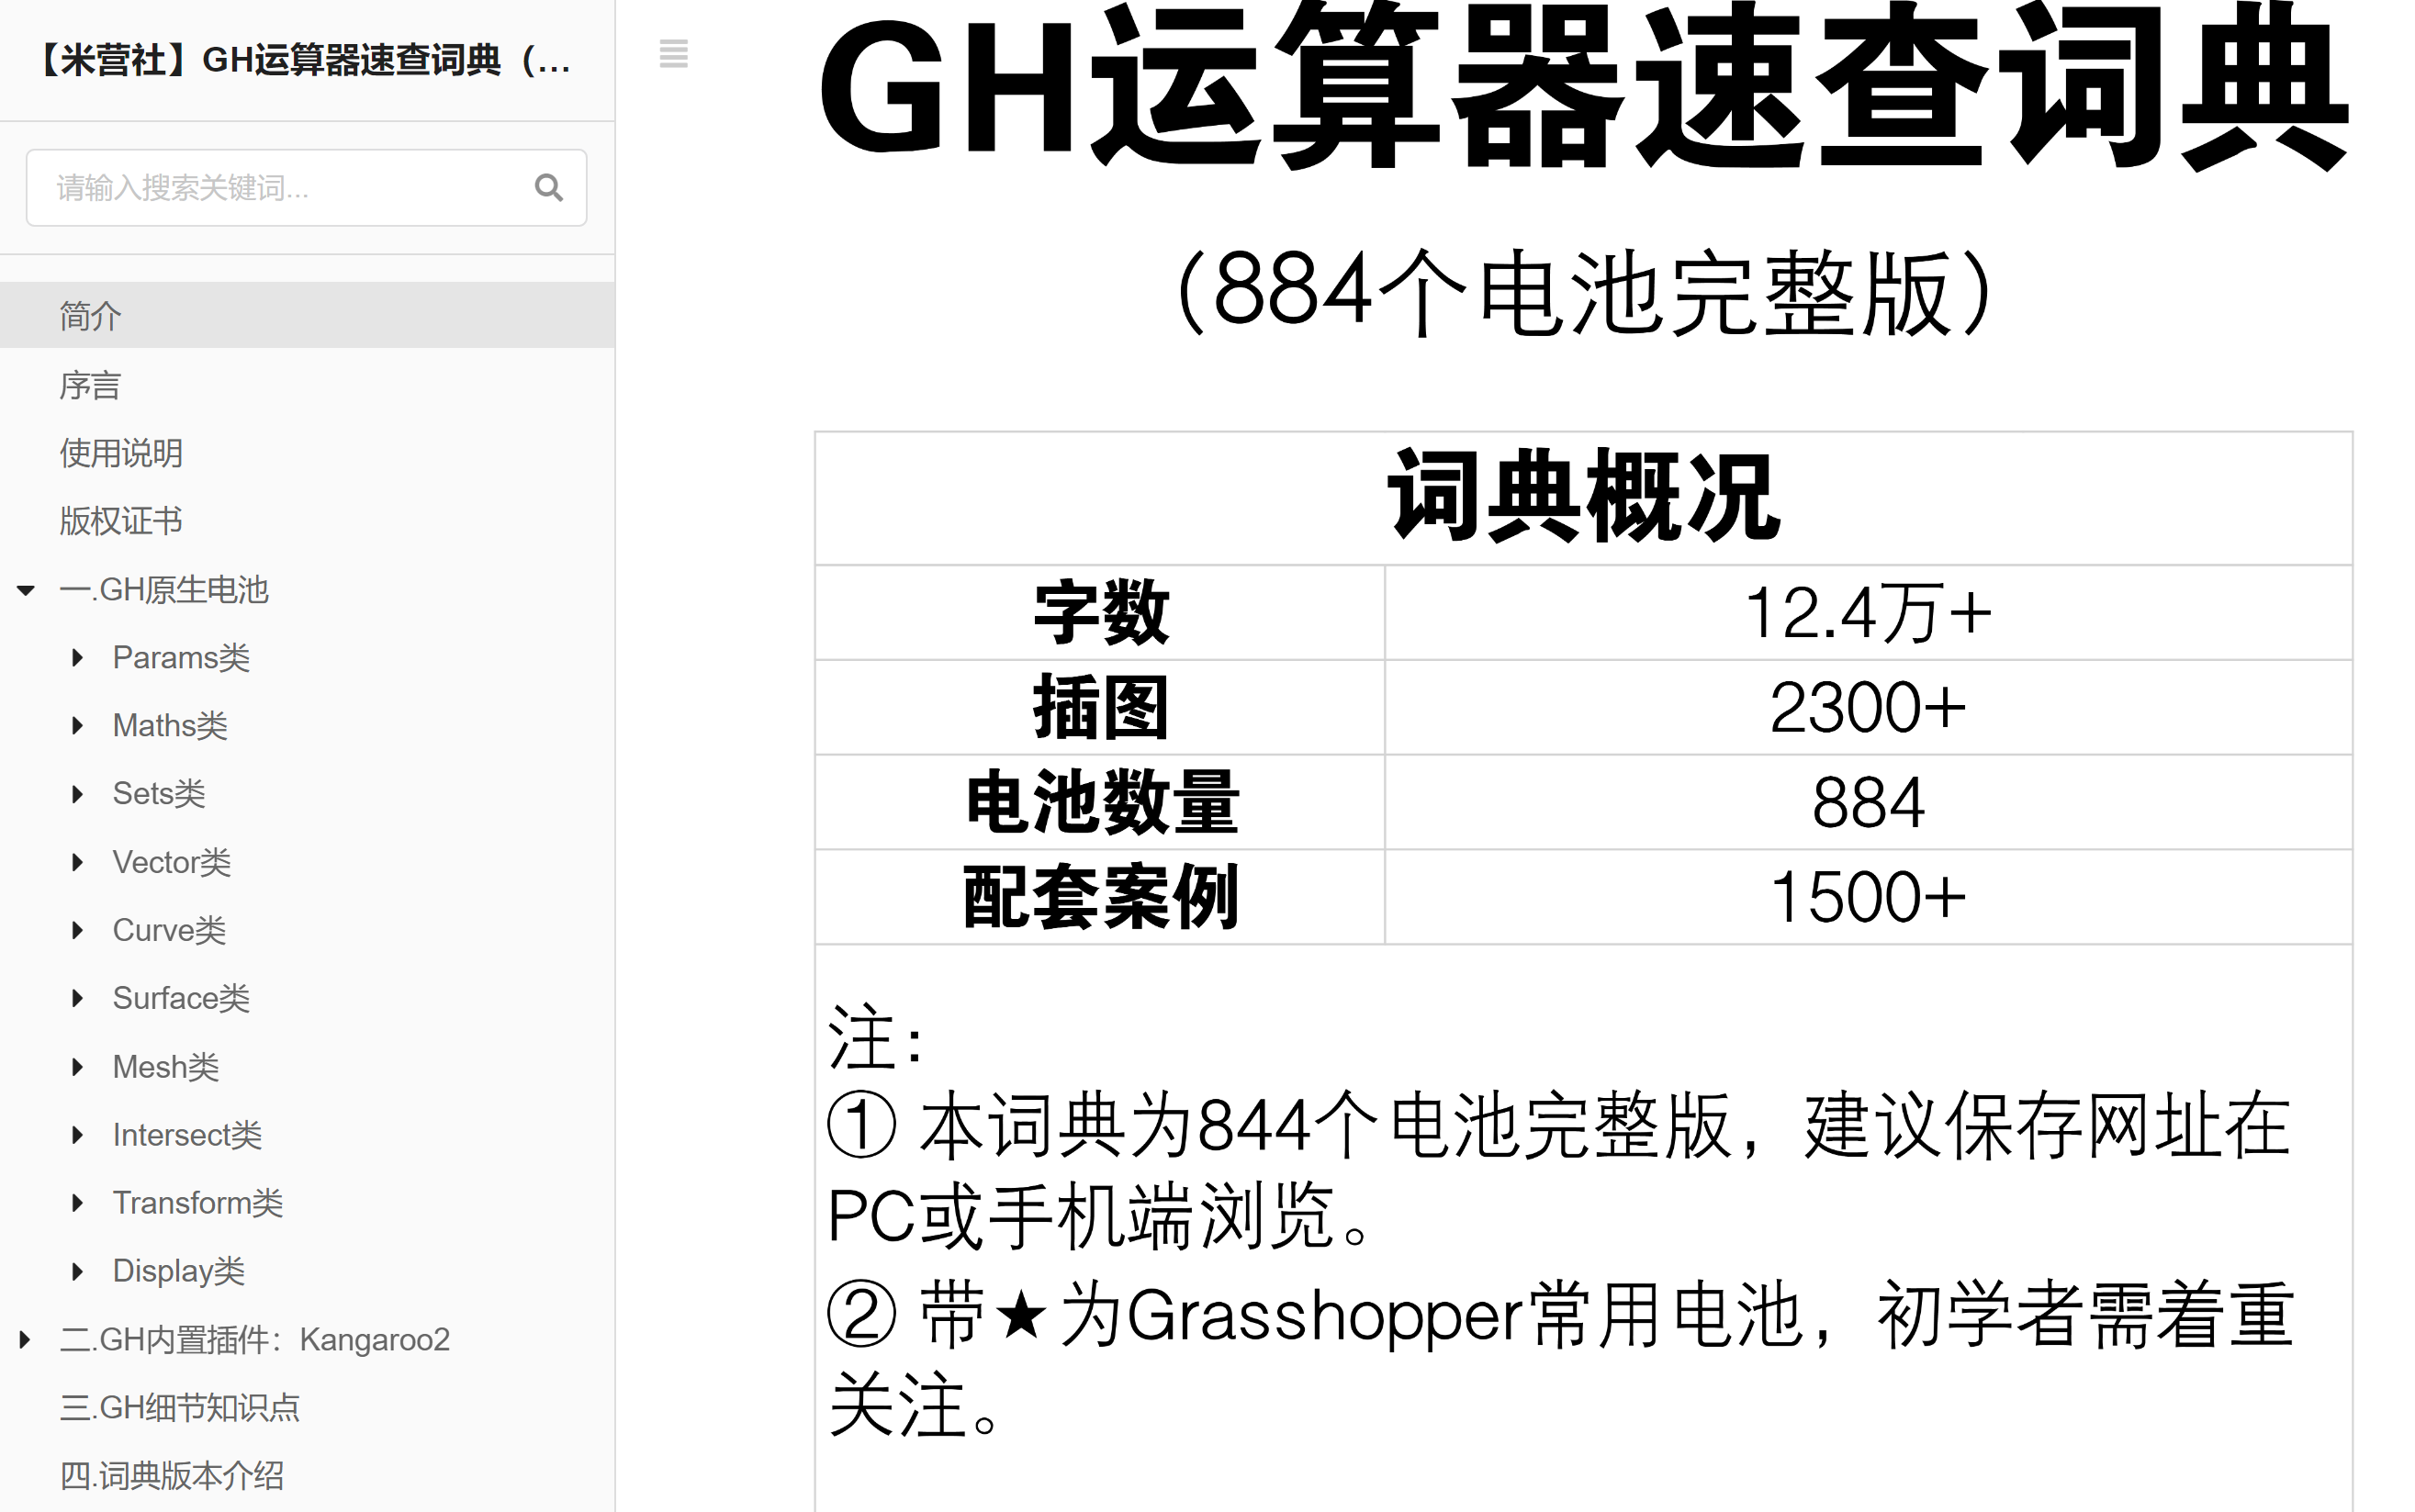 【米营社】GH运算器速查词典（...
请输入搜索关键词...
简介
序言
使用说明
版权证书
一.GH原生电池
Params类
Maths类
Sets类
Vector类
Curve类
Surface类
Mesh类
Intersect类
Transform类
Display类
二.GH内置插件：Kangaroo2
三.GH细节知识点
四.词典版本介绍
GH运算器速查词典
（884个电池完整版）
词典概况
字数 12.4万+
插图 2300+
电池数量 884
配套案例 1500+
注：
① 本词典为844个电池完整版，建议保存网址在
PC或手机端浏览。
② 带★为Grasshopper常用电池，初学者需着重
关注。